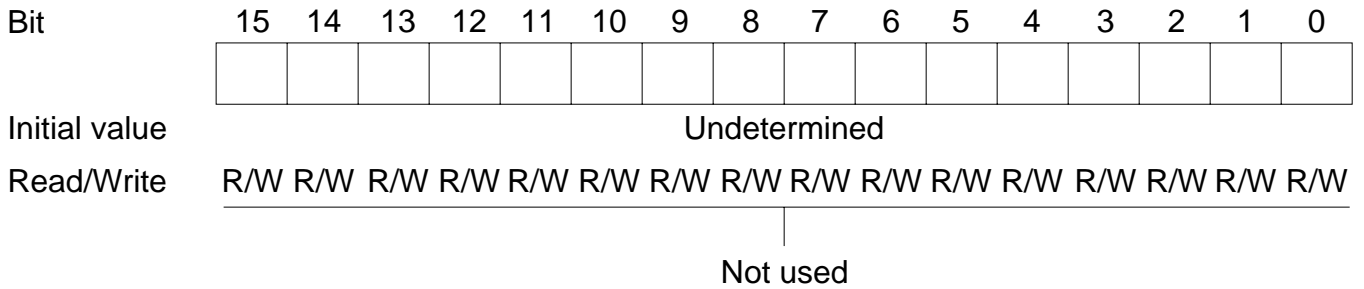 Bit 15 14 13 12 11 10 9 8 7 6 5 4 3 2 1 0
Initial value Undetermined
Read/Write R/W R/W R/W R/W R/W R/W R/W R/W R/W R/W R/W R/W R/W R/W R/W R/W
Not used